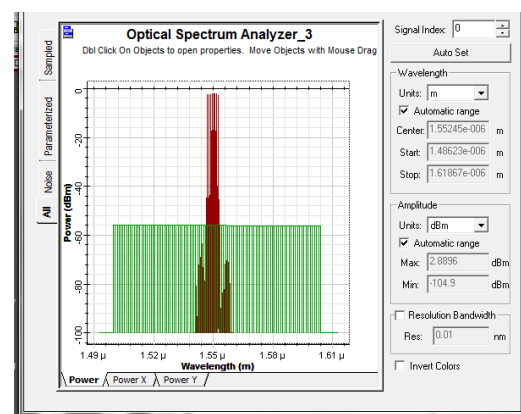 Optical Spectrum Analyzer_3
Dbl Click On Objects to open properties. Move Objects with Mouse Drag
Sampled
Parameterized
Noise
All
Power (dBm)
0
-20
-40
-60
-80
-100
1.49 µ
1.52 µ
1.55 µ
1.58 µ
1.61 µ
Wavelength (m)
Power
Power X
Power Y
Signal Index: 0
Auto Set
Wavelength
Units: m
Automatic range
Center: 1.55245e-006 m
Start: 1.48623e-006 m
Stop: 1.61867e-006 m
Amplitude
Units: dBm
Automatic range
Max: 2.8896 dBm
Min: -104.9 dBm
Resolution Bandwidth
Res: 0.01 nm
Invert Colors